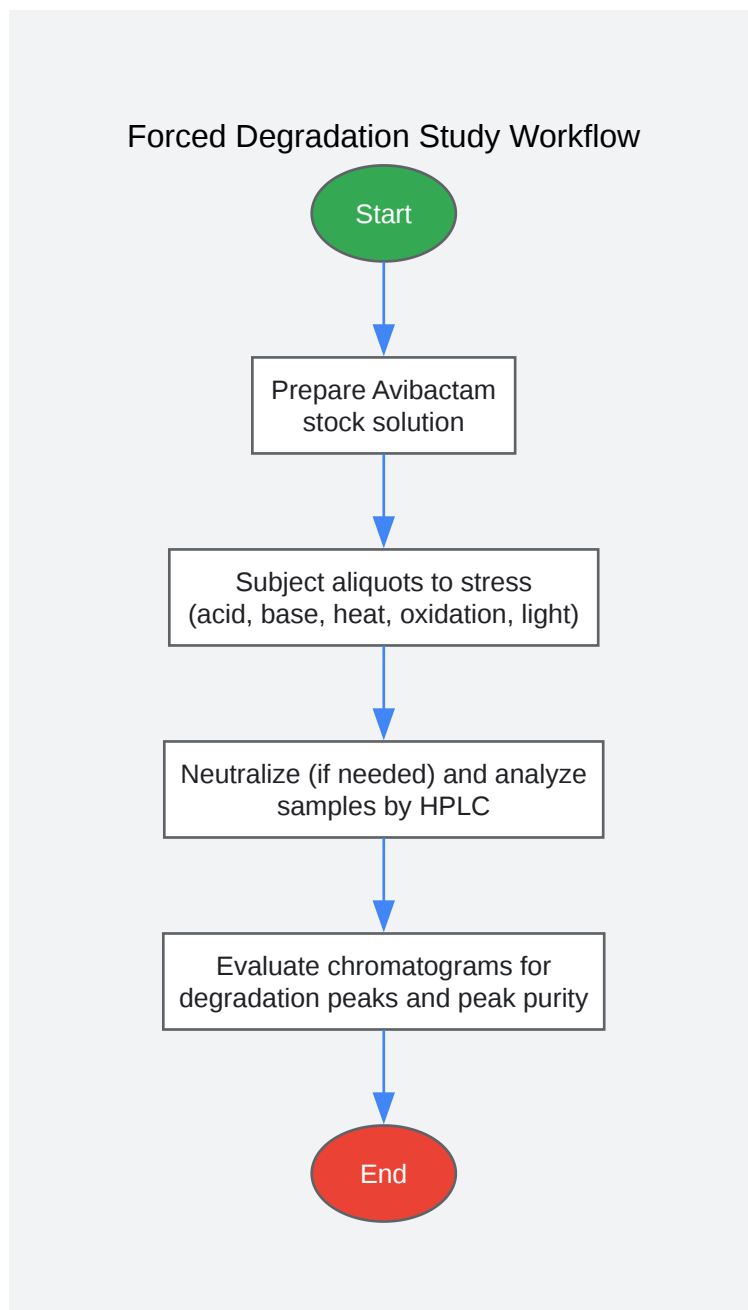 Forced Degradation Study Workflow
Start
Prepare Avibactam
stock solution
Subject aliquots to stress
(acid, base, heat, oxidation, light)
Neutralize (if needed) and analyze
samples by HPLC
Evaluate chromatograms for
degradation peaks and peak purity
End